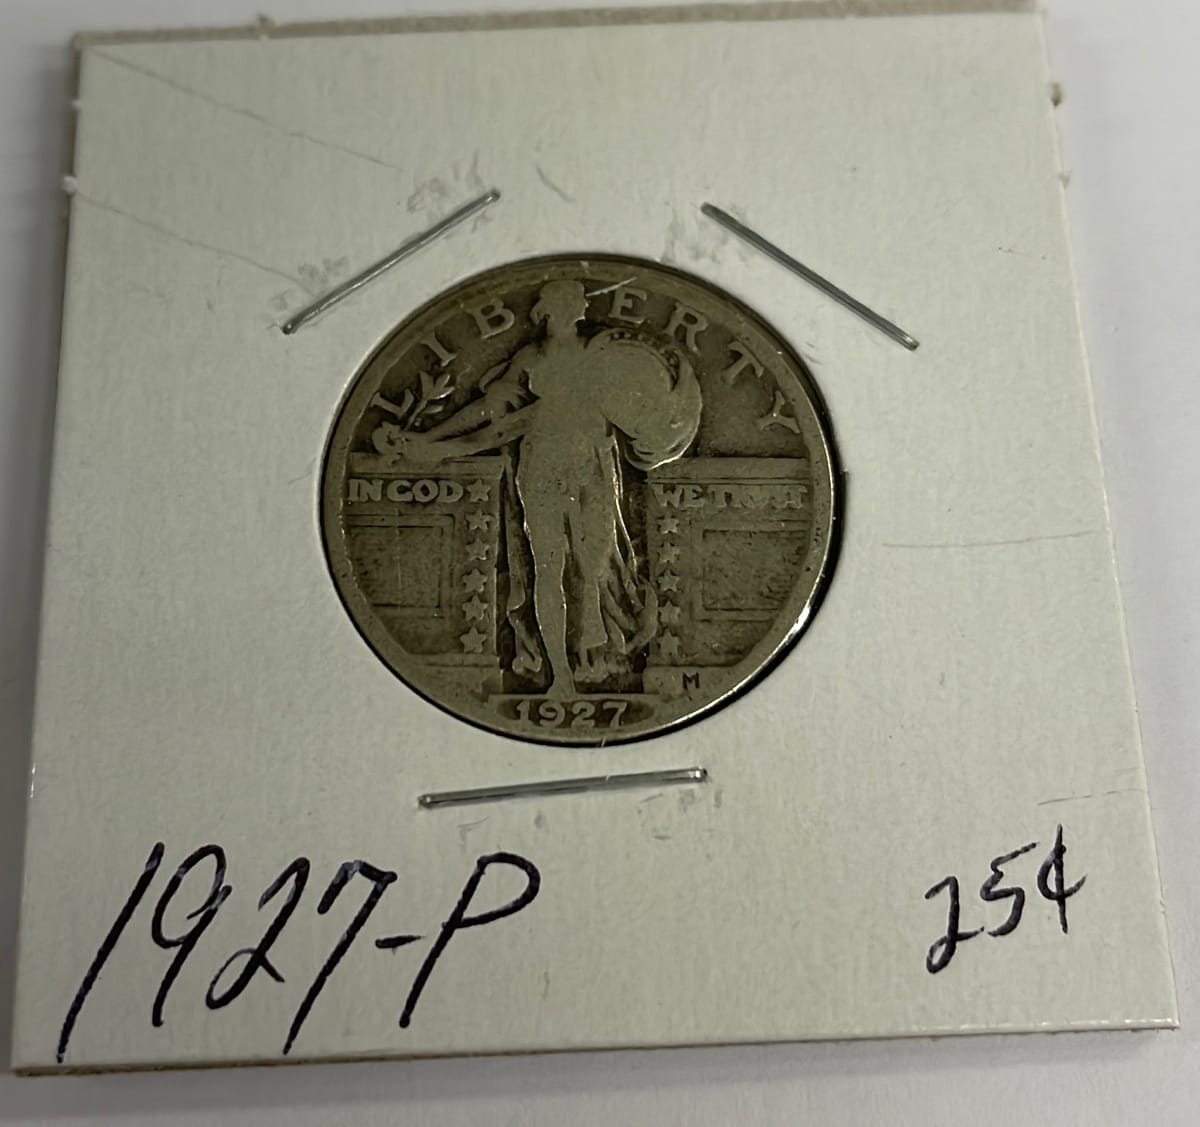 LIBERTY
IN GOD WE TRUST
M
1927
1927-P 25¢